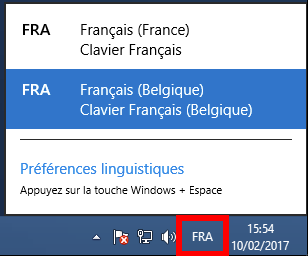 FRA Français (France)
Clavier Français
FRA Français (Belgique)
Clavier Français (Belgique)
Préférences linguistiques
Appuyez sur la touche Windows + Espace
FRA 15:54
10/02/2017